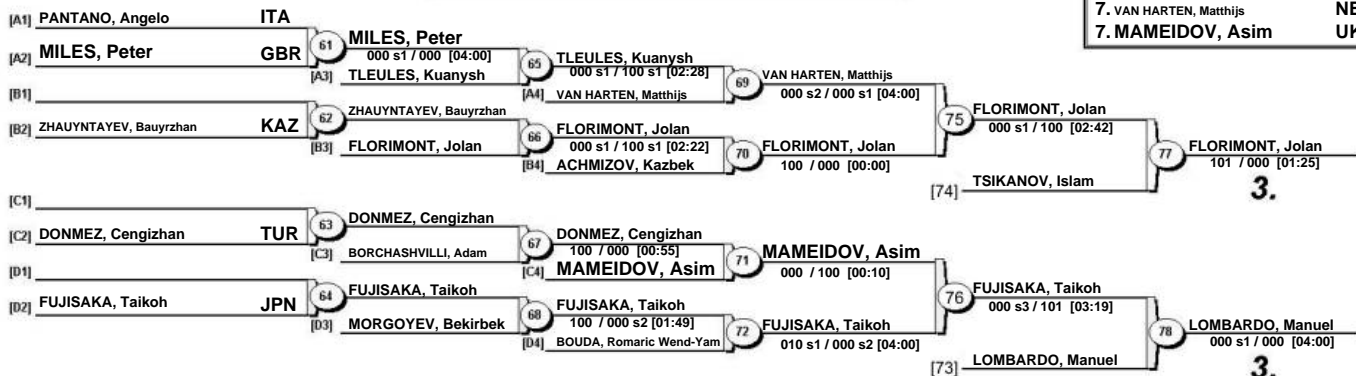 7. VAN HARTEN, Matthijs NE
7. MAMEIDOV, Asim UK
[A1] PANTANO, Angelo ITA
[A2] MILES, Peter GBR
61
MILES, Peter
000 s1 / 000 [04:00]
[A3] TLEULES, Kuanysh
65
TLEULES, Kuanysh
000 s1 / 100 s1 [02:28]
[A4] VAN HARTEN, Matthijs
69
VAN HARTEN, Matthijs
000 s2 / 000 s1 [04:00]
[B1]
[B2] ZHAUYNTAYEV, Bauyrzhan KAZ
62
ZHAUYNTAYEV, Bauyrzhan
[B3] FLORIMONT, Jolan
66
FLORIMONT, Jolan
000 s1 / 100 s1 [02:22]
[B4] ACHMIZOV, Kazbek
70
FLORIMONT, Jolan
100 / 000 [00:00]
75
FLORIMONT, Jolan
000 s1 / 100 [02:42]
[74] TSIKANOV, Islam
77
FLORIMONT, Jolan
101 / 000 [01:25]
3.
[C1]
[C2] DONMEZ, Cengizhan TUR
63
DONMEZ, Cengizhan
[C3] BORCHASHVILLI, Adam
67
DONMEZ, Cengizhan
100 / 000 [00:55]
[C4] MAMEIDOV, Asim
71
MAMEIDOV, Asim
000 / 100 [00:10]
[D1]
[D2] FUJISAKA, Taikoh JPN
64
FUJISAKA, Taikoh
[D3] MORGOYEV, Bekirbek
68
FUJISAKA, Taikoh
100 / 000 s2 [01:49]
[D4] BOUDA, Romaric Wend-Yam
72
FUJISAKA, Taikoh
010 s1 / 000 s2 [04:00]
76
FUJISAKA, Taikoh
000 s3 / 101 [03:19]
[73] LOMBARDO, Manuel
78
LOMBARDO, Manuel
000 s1 / 000 [04:00]
3.